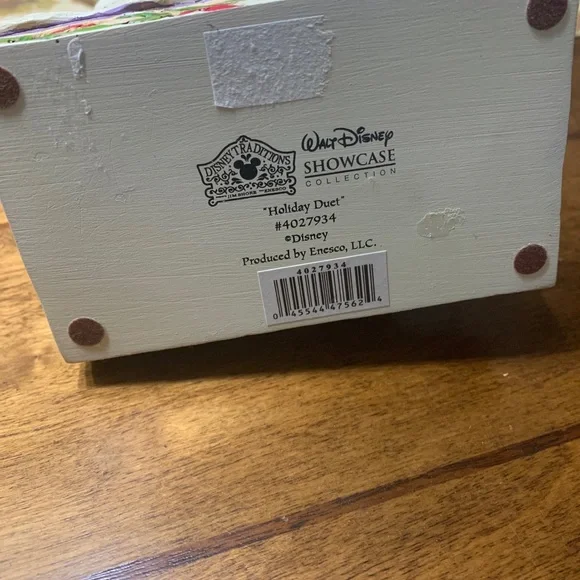 DISNEY TRADITIONS
JIM SHORE ENESCO
WALT DISNEY
SHOWCASE
COLLECTION
"Holiday Duet"
#4027934
©Disney
Produced by Enesco, LLC.
4027934
0 45544 47562 4